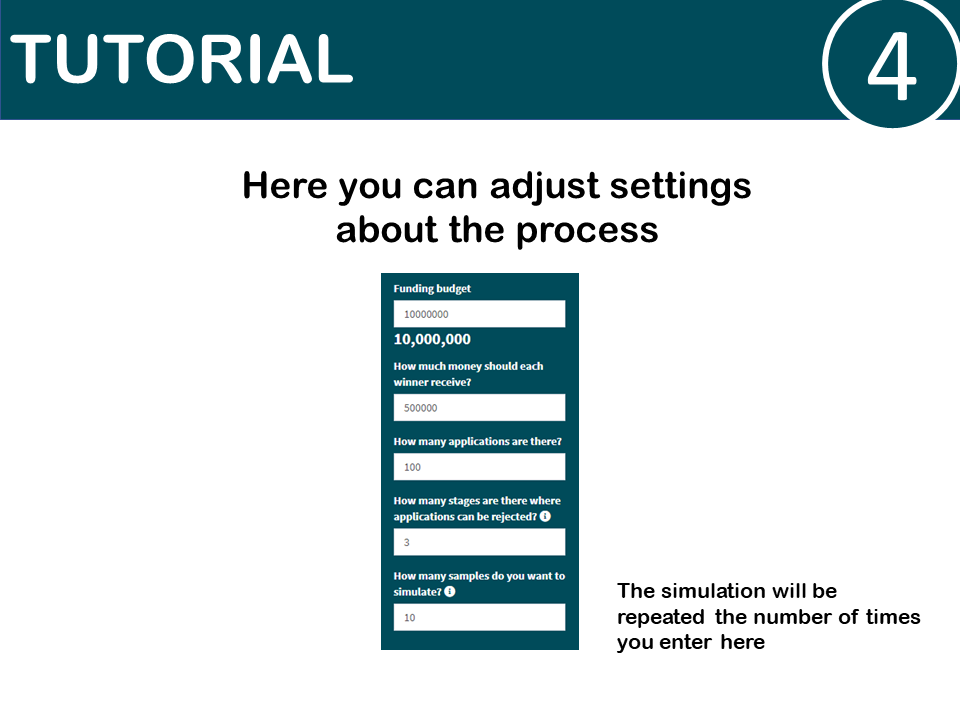 TUTORIAL
4
Here you can adjust settings
about the process
Funding budget
10000000
10,000,000
How much money should each
winner receive?
500000
How many applications are there?
100
How many stages are there where
applications can be rejected?
3
How many samples do you want to
simulate?
10
The simulation will be
repeated the number of times
you enter here